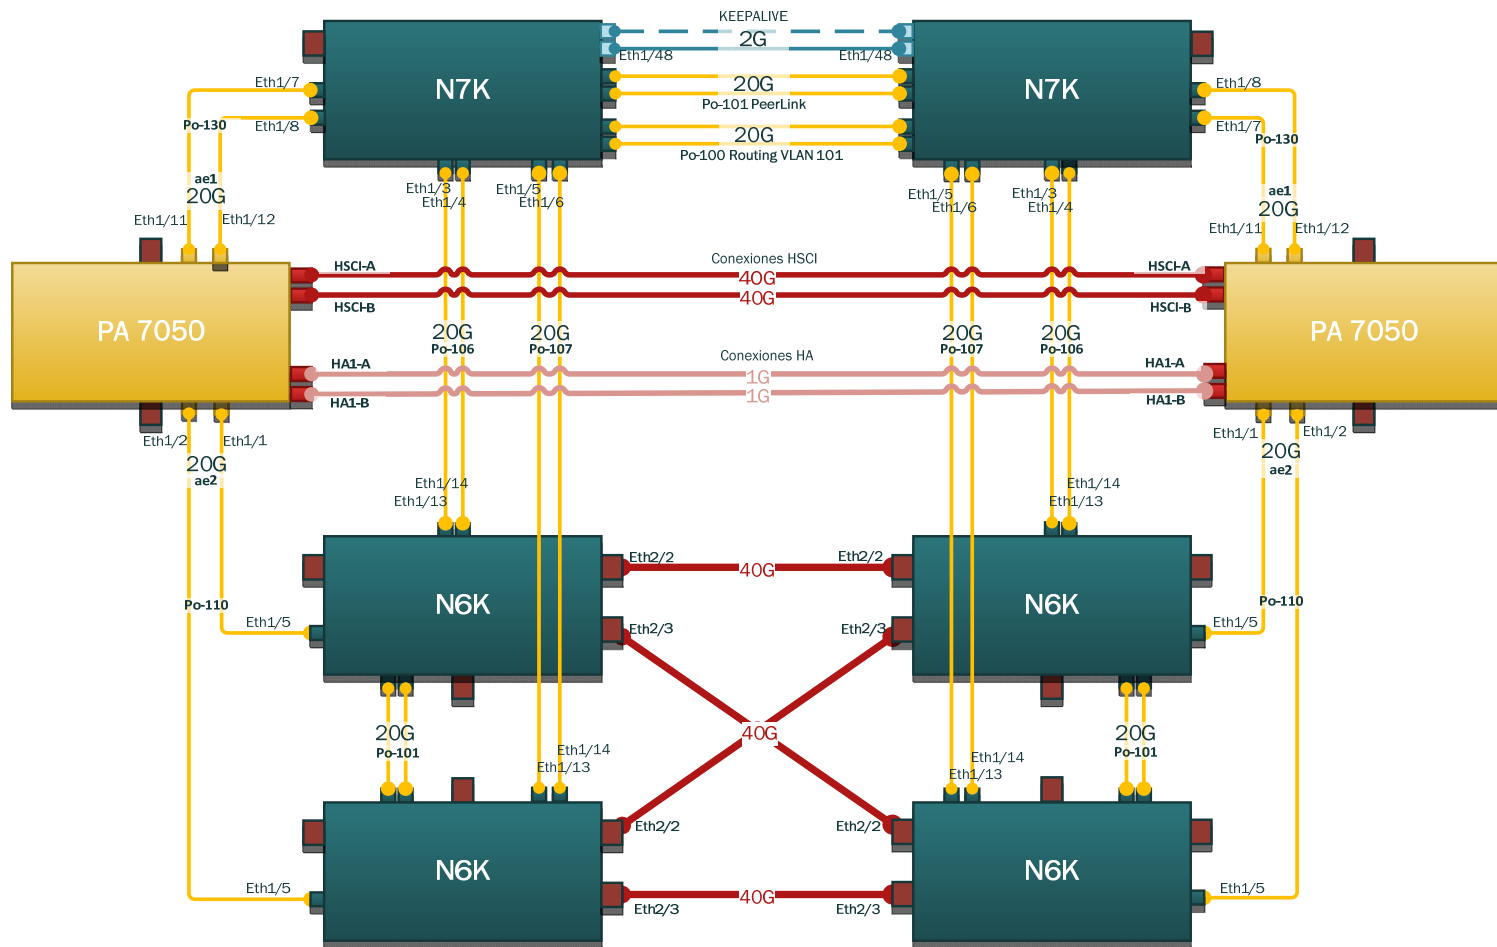 KEEPALIVE
2G
Eth1/48
Eth1/48
N7K
N7K
Eth1/7
Eth1/8
20G
Po-101 PeerLink
Eth1/8
Eth1/7
Po-130
Po-130
20G
Po-100 Routing VLAN 101
ae1
20G
Eth1/11
Eth1/12
Eth1/3
Eth1/4
Eth1/5
Eth1/6
Eth1/5
Eth1/6
Eth1/3
Eth1/4
ae1
20G
Eth1/11
Eth1/12
HSCI-A
Conexiones HSCI
40G
HSCI-A
HSCI-B
40G
HSCI-B
PA 7050
PA 7050
20G
Po-106
20G
Po-107
20G
Po-107
20G
Po-106
HA1-A
Conexiones HA
1G
HA1-A
HA1-B
1G
HA1-B
Eth1/2
Eth1/1
20G
ae2
Eth1/1
Eth1/2
20G
ae2
Eth1/14
Eth1/13
Eth1/14
Eth1/13
Eth2/2
40G
Eth2/2
N6K
N6K
Po-110
Po-110
Eth1/5
Eth2/3
Eth2/3
Eth1/5
20G
Po-101
40G
20G
Po-101
Eth1/14
Eth1/13
Eth1/14
Eth1/13
Eth2/2
Eth2/2
N6K
N6K
Eth1/5
40G
Eth1/5
Eth2/3
Eth2/3